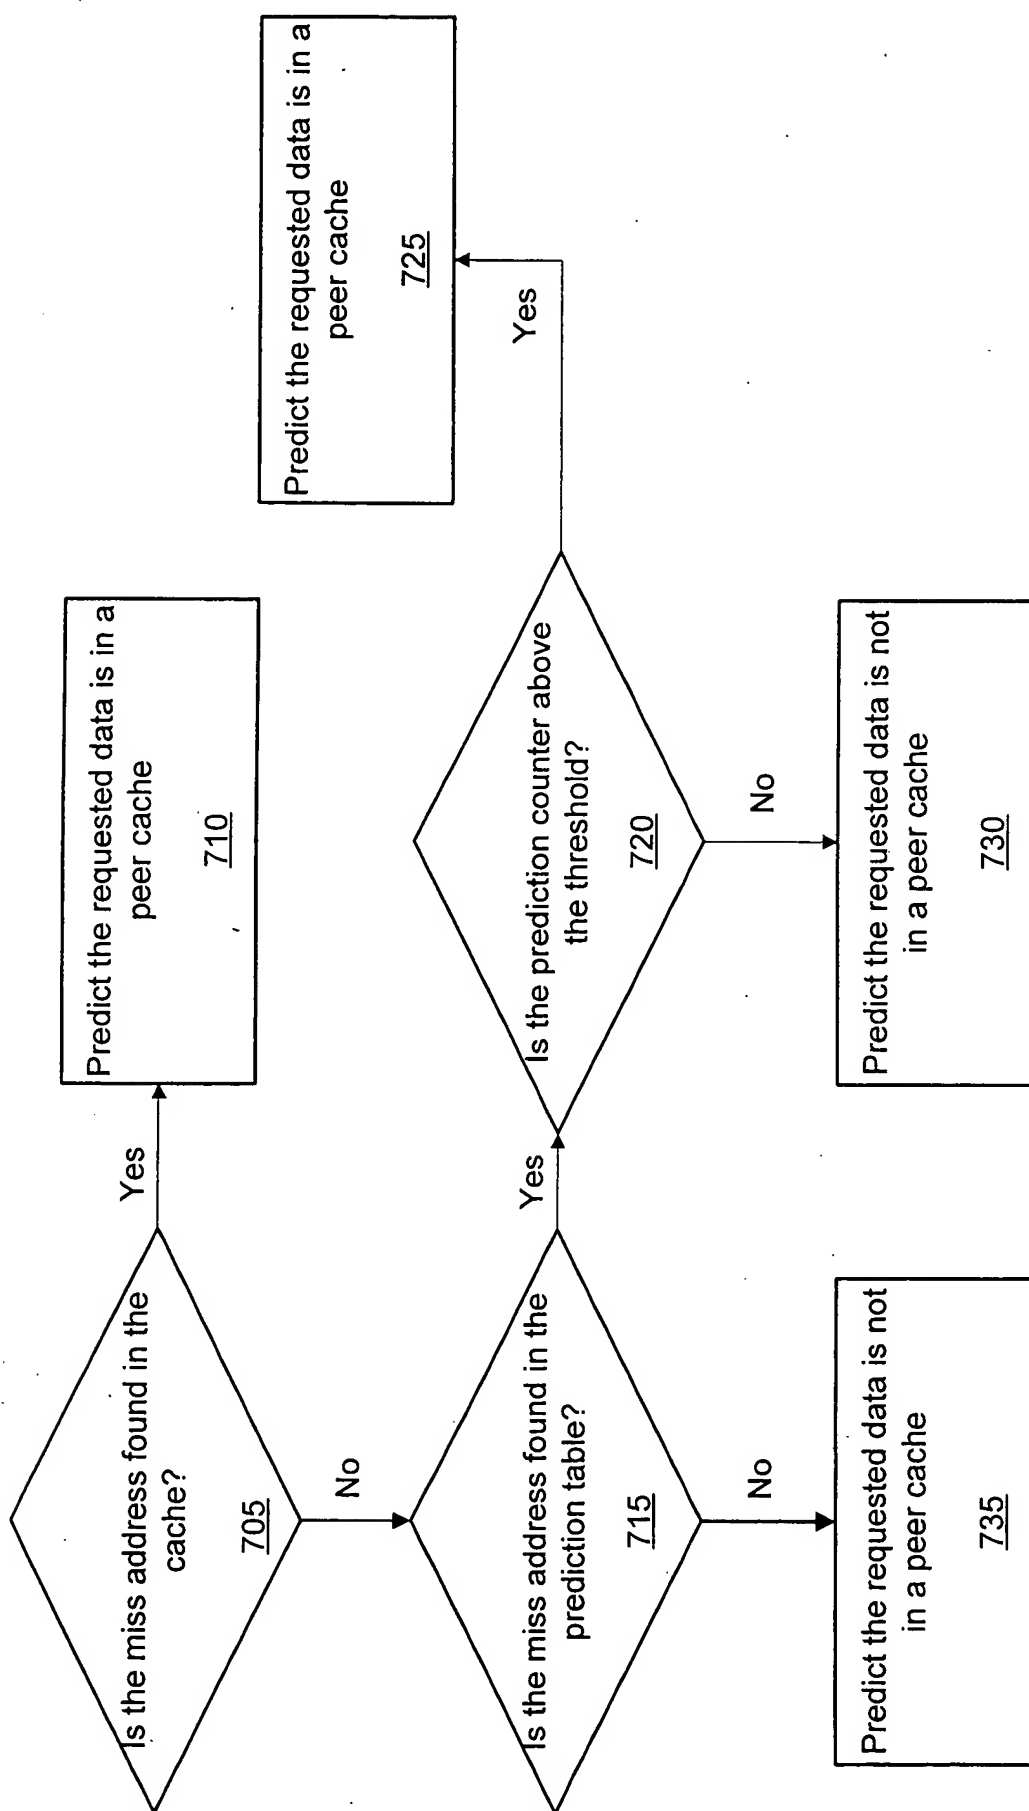 Is the miss address found in the
cache?
705
Yes
Predict the requested data is in a
peer cache
710
No
Is the miss address found in the
prediction table?
715
Yes
Is the prediction counter above
the threshold?
720
Yes
Predict the requested data is in a
peer cache
725
No
Predict the requested data is not
in a peer cache
730
No
Predict the requested data is not
in a peer cache
735